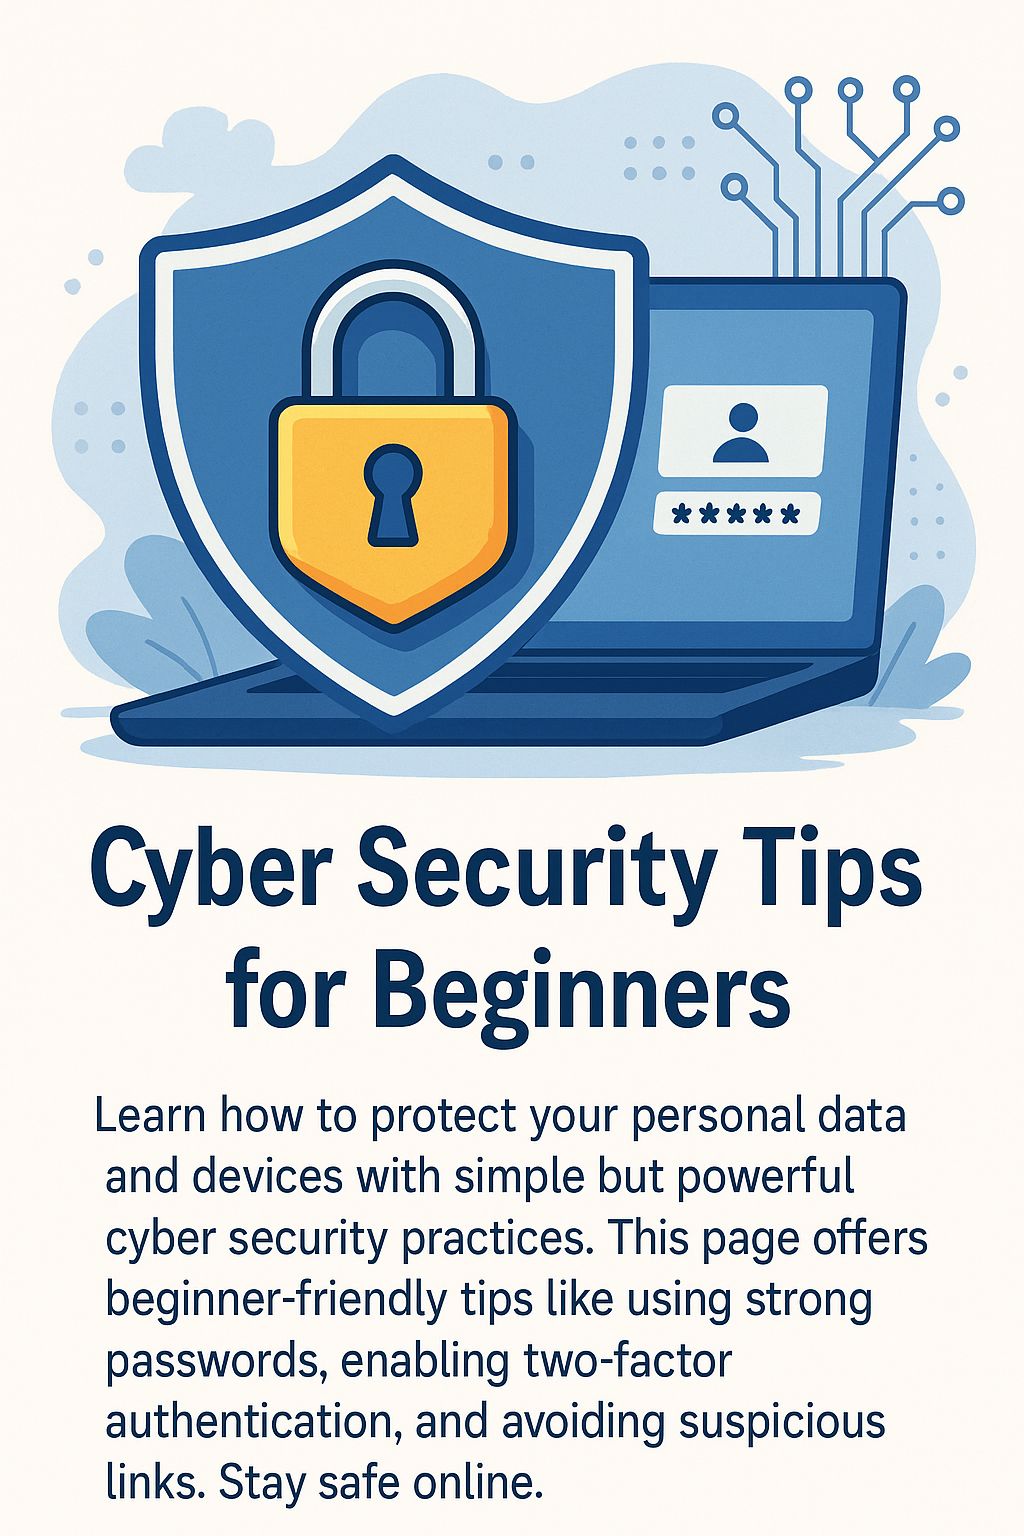 *****
Cyber Security Tips
for Beginners
Learn how to protect your personal data
and devices with simple but powerful
cyber security practices. This page offers
beginner-friendly tips like using strong
passwords, enabling two-factor
authentication, and avoiding suspicious
links. Stay safe online.